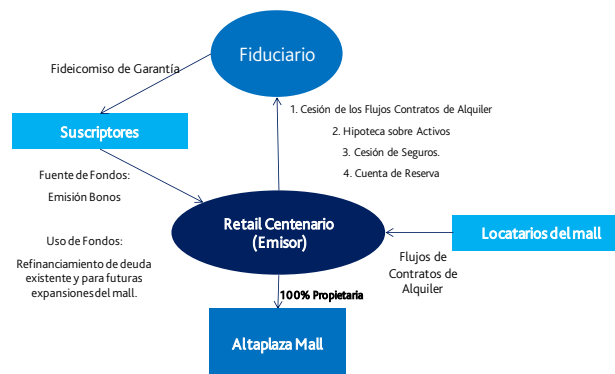 Fiduciario
Fideicomiso de Garantía
1. Cesión de los Flujos Contratos de Alquiler
2. Hipoteca sobre Activos
3. Cesión de Seguros.
4. Cuenta de Reserva
Suscriptores
Fuente de Fondos:
Emisión Bonos
Retail Centenario
(Emisor)
Locatarios del mall
Uso de Fondos:
Refinanciamiento de deuda
existente y para futuras
expansiones del mall.
Flujos de
Contratos de
Alquiler
100% Propietaria
Altaplaza Mall